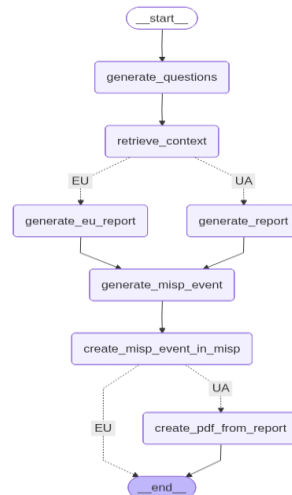 __start__
generate_questions
retrieve_context
EU
UA
generate_eu_report
generate_report
generate_misp_event
create_misp_event_in_misp
UA
EU
create_pdf_from_report
__end__